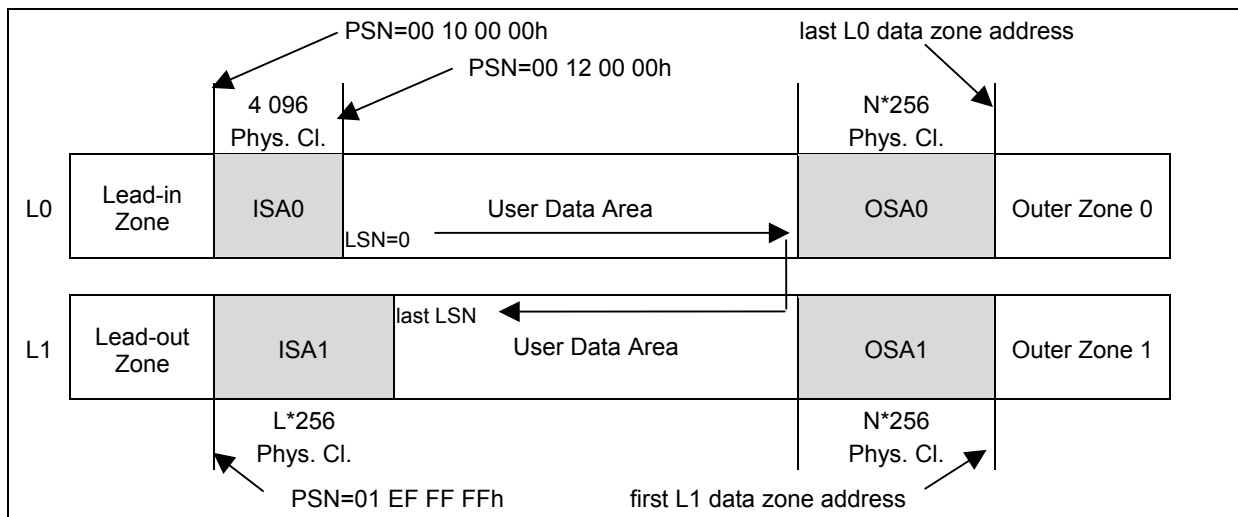 PSN=00 10 00 00h
last L0 data zone address
PSN=00 12 00 00h
4 096
Phys. Cl.
N*256
Phys. Cl.
L0
Lead-in
Zone
ISA0
LSN=0
User Data Area
OSA0
Outer Zone 0
L1
Lead-out
Zone
ISA1
last LSN
User Data Area
OSA1
Outer Zone 1
L*256
Phys. Cl.
N*256
Phys. Cl.
PSN=01 EF FF FFh
first L1 data zone address